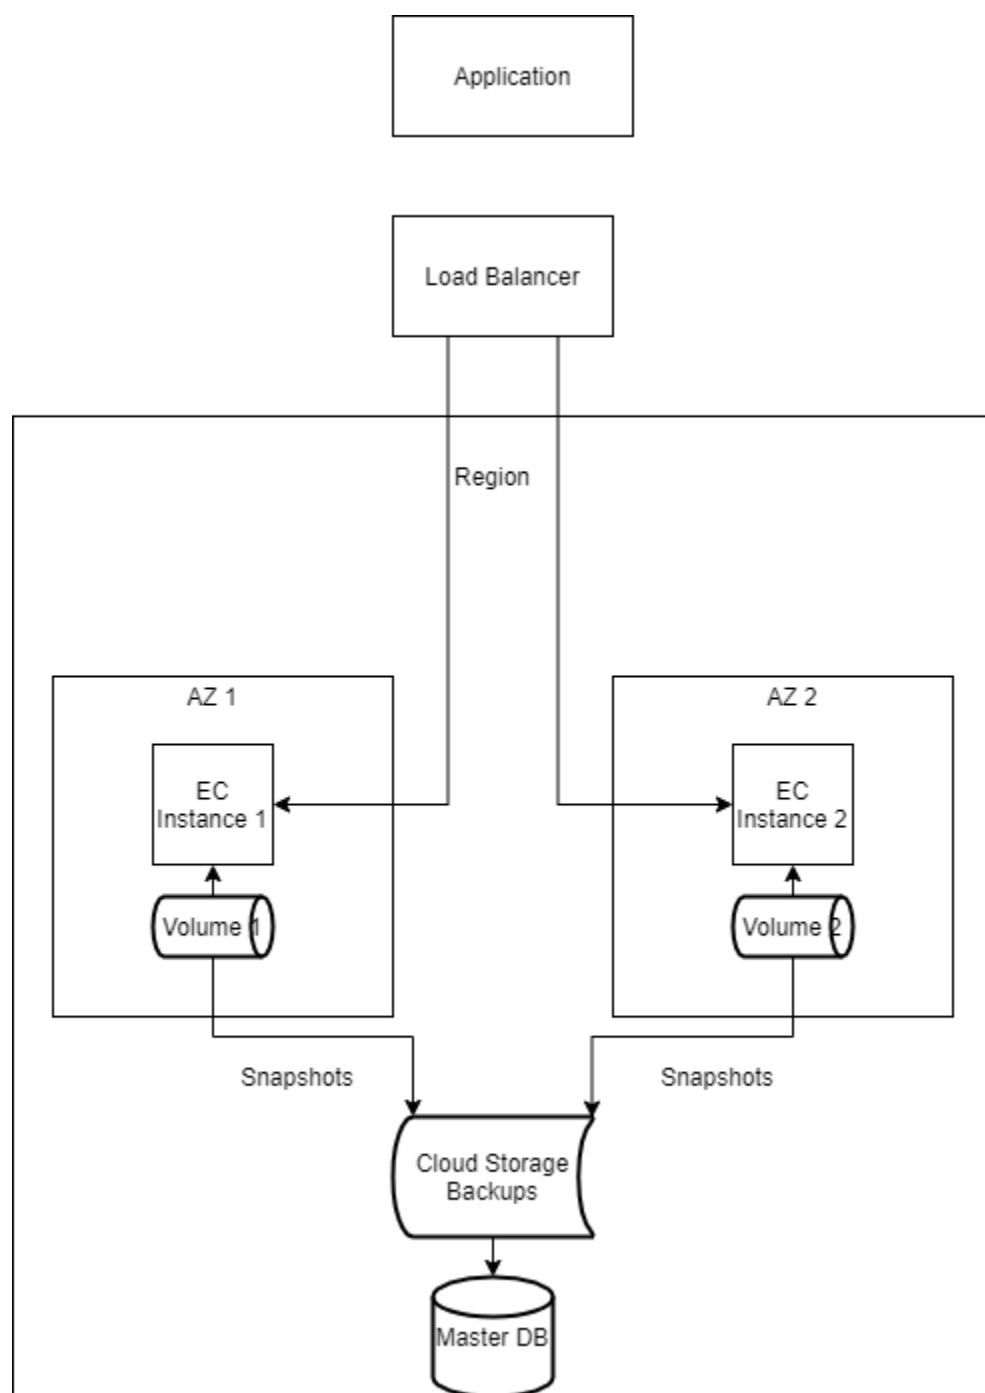 Application
Load Balancer
Region
AZ 1
AZ 2
EC
Instance 1
EC
Instance 2
Volume 1
Volume 2
Snapshots
Snapshots
Cloud Storage
Backups
Master DB